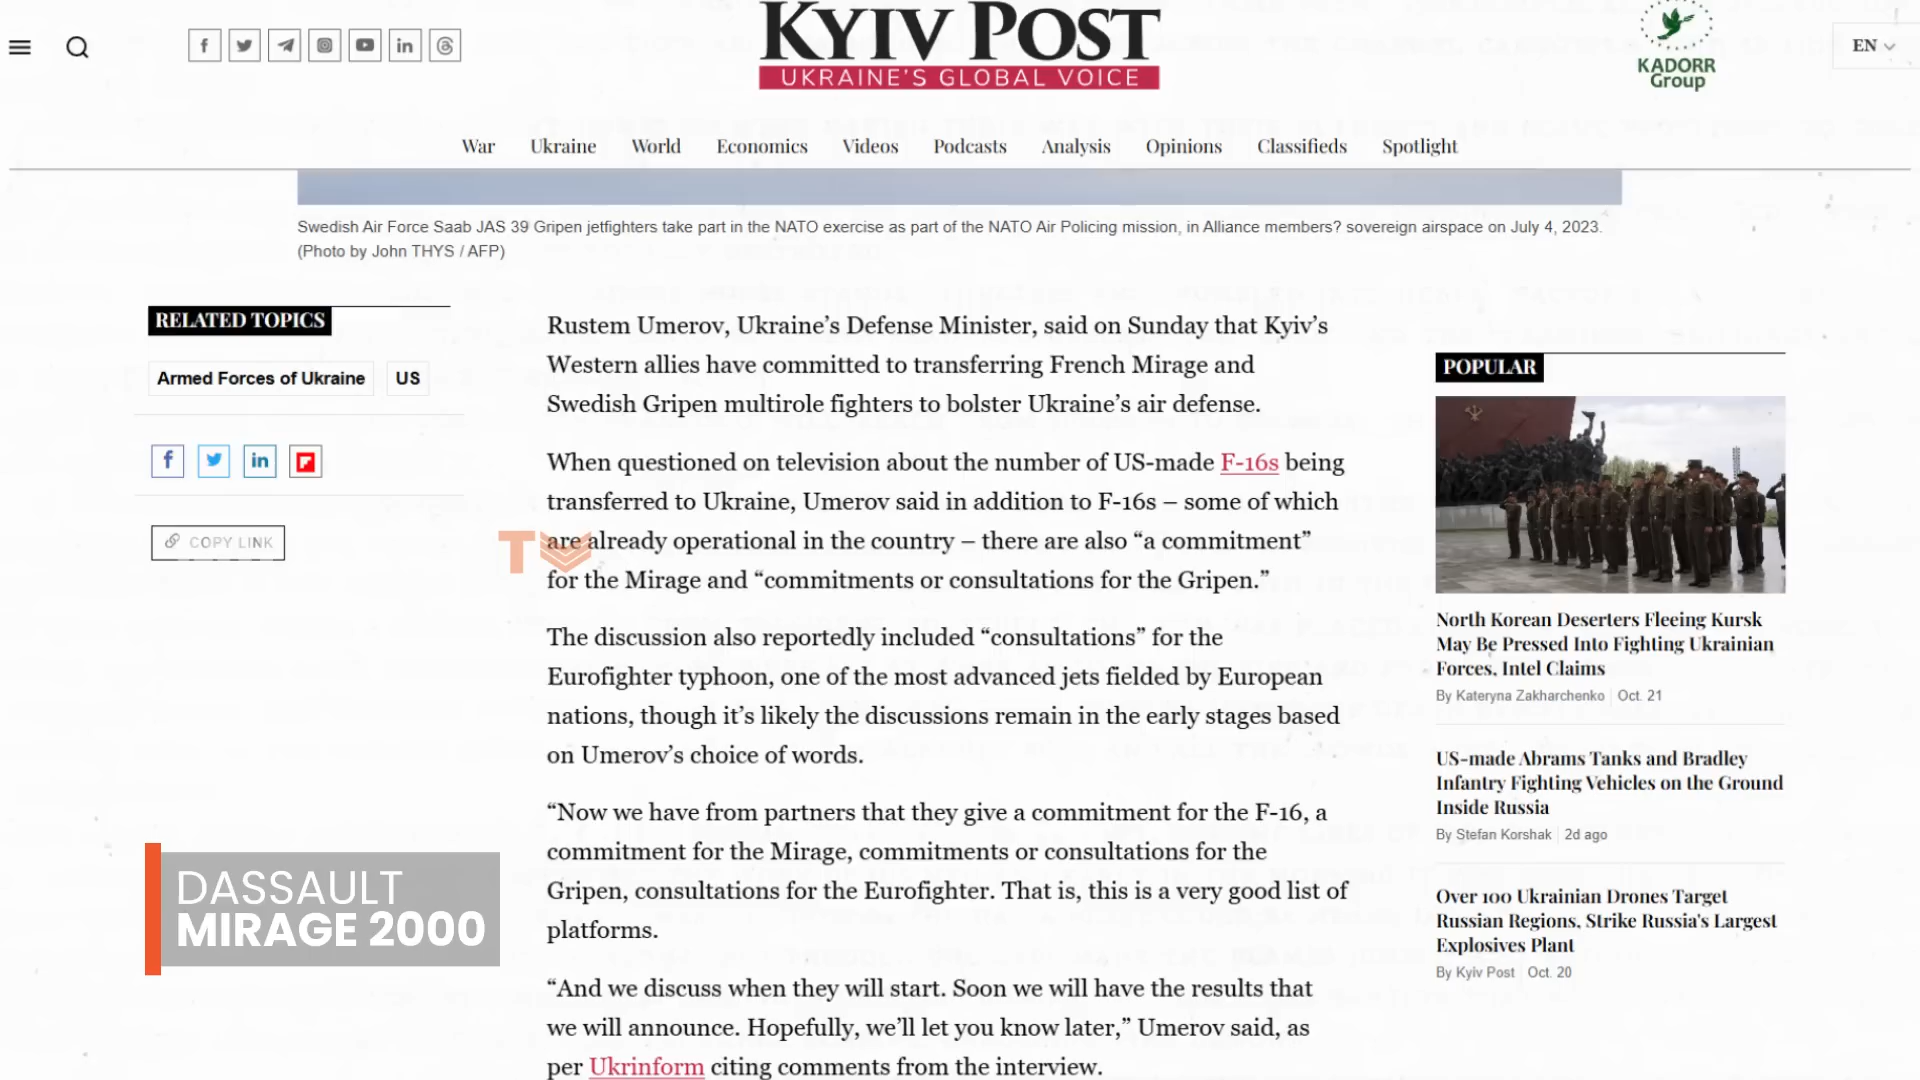 KYIV POST
UKRAINE'S GLOBAL VOICE
KADORR
Group
EN
War Ukraine World Economics Videos Podcasts Analysis Opinions Classifieds Spotlight
Swedish Air Force Saab JAS 39 Gripen jetfighters take part in the NATO exercise as part of the NATO Air Policing mission, in Alliance members? sovereign airspace on July 4, 2023.
(Photo by John THYS / AFP)
RELATED TOPICS
Armed Forces of Ukraine US
COPY LINK
Rustem Umerov, Ukraine’s Defense Minister, said on Sunday that Kyiv’s
Western allies have committed to transferring French Mirage and
Swedish Gripen multirole fighters to bolster Ukraine’s air defense.
When questioned on television about the number of US-made F-16s being
transferred to Ukraine, Umerov said in addition to F-16s – some of which
are already operational in the country – there are also “a commitment”
for the Mirage and “commitments or consultations for the Gripen.”
The discussion also reportedly included “consultations” for the
Eurofighter typhoon, one of the most advanced jets fielded by European
nations, though it’s likely the discussions remain in the early stages based
on Umerov’s choice of words.
“Now we have from partners that they give a commitment for the F-16, a
commitment for the Mirage, commitments or consultations for the
Gripen, consultations for the Eurofighter. That is, this is a very good list of
platforms.
“And we discuss when they will start. Soon we will have the results that
we will announce. Hopefully, we’ll let you know later,” Umerov said, as
per Ukrinform citing comments from the interview.
POPULAR
North Korean Deserters Fleeing Kursk
May Be Pressed Into Fighting Ukrainian
Forces, Intel Claims
By Kateryna Zakharchenko | Oct. 21
US-made Abrams Tanks and Bradley
Infantry Fighting Vehicles on the Ground
Inside Russia
By Stefan Korshak | 2d ago
Over 100 Ukrainian Drones Target
Russian Regions, Strike Russia's Largest
Explosives Plant
By Kyiv Post | Oct. 20
DASSAULT
MIRAGE 2000